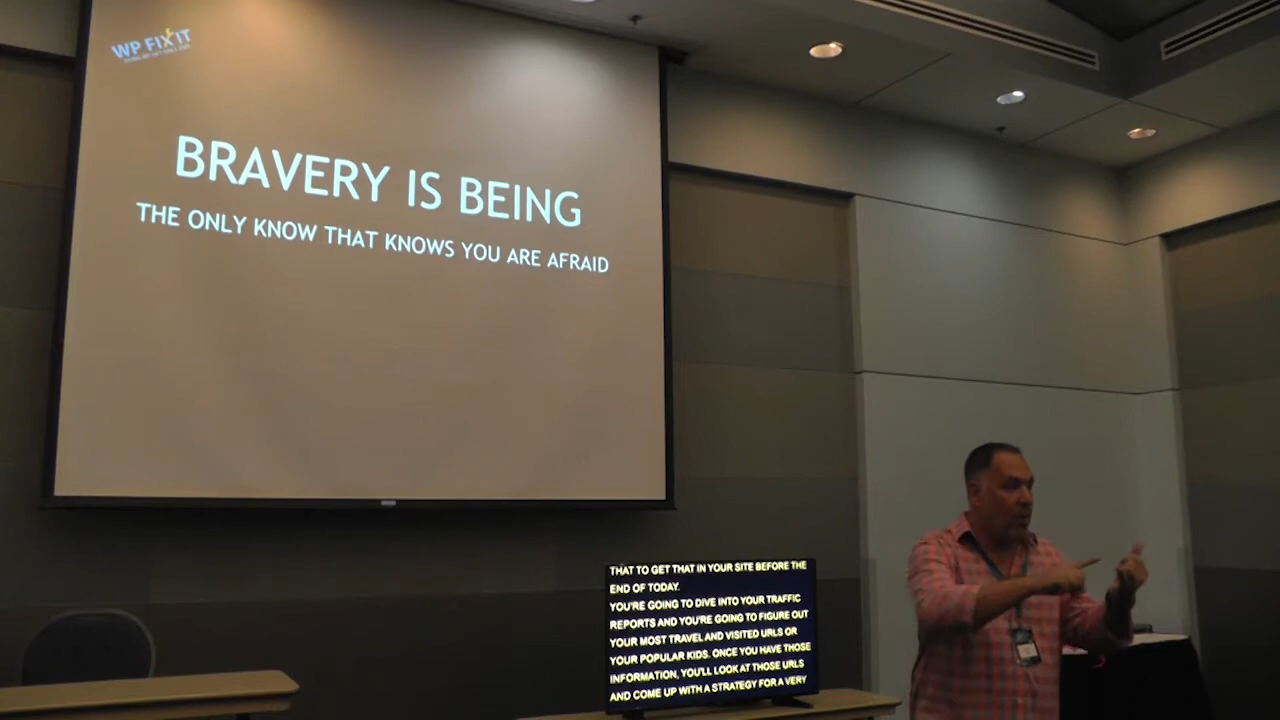 WP FIXIT
BRAVERY IS BEING
THE ONLY KNOW THAT KNOWS YOU ARE AFRAID
THAT TO GET THAT IN YOUR SITE BEFORE THE
END OF TODAY.
YOU'RE GOING TO DIVE INTO YOUR TRAFFIC
REPORTS AND YOU'RE GOING TO FIGURE OUT
YOUR MOST TRAVEL AND VISITED URLS OR
YOUR POPULAR KIDS. ONCE YOU HAVE THOSE
INFORMATION, YOU'LL LOOK AT THOSE URLS
AND COME UP WITH A STRATEGY FOR A VERY